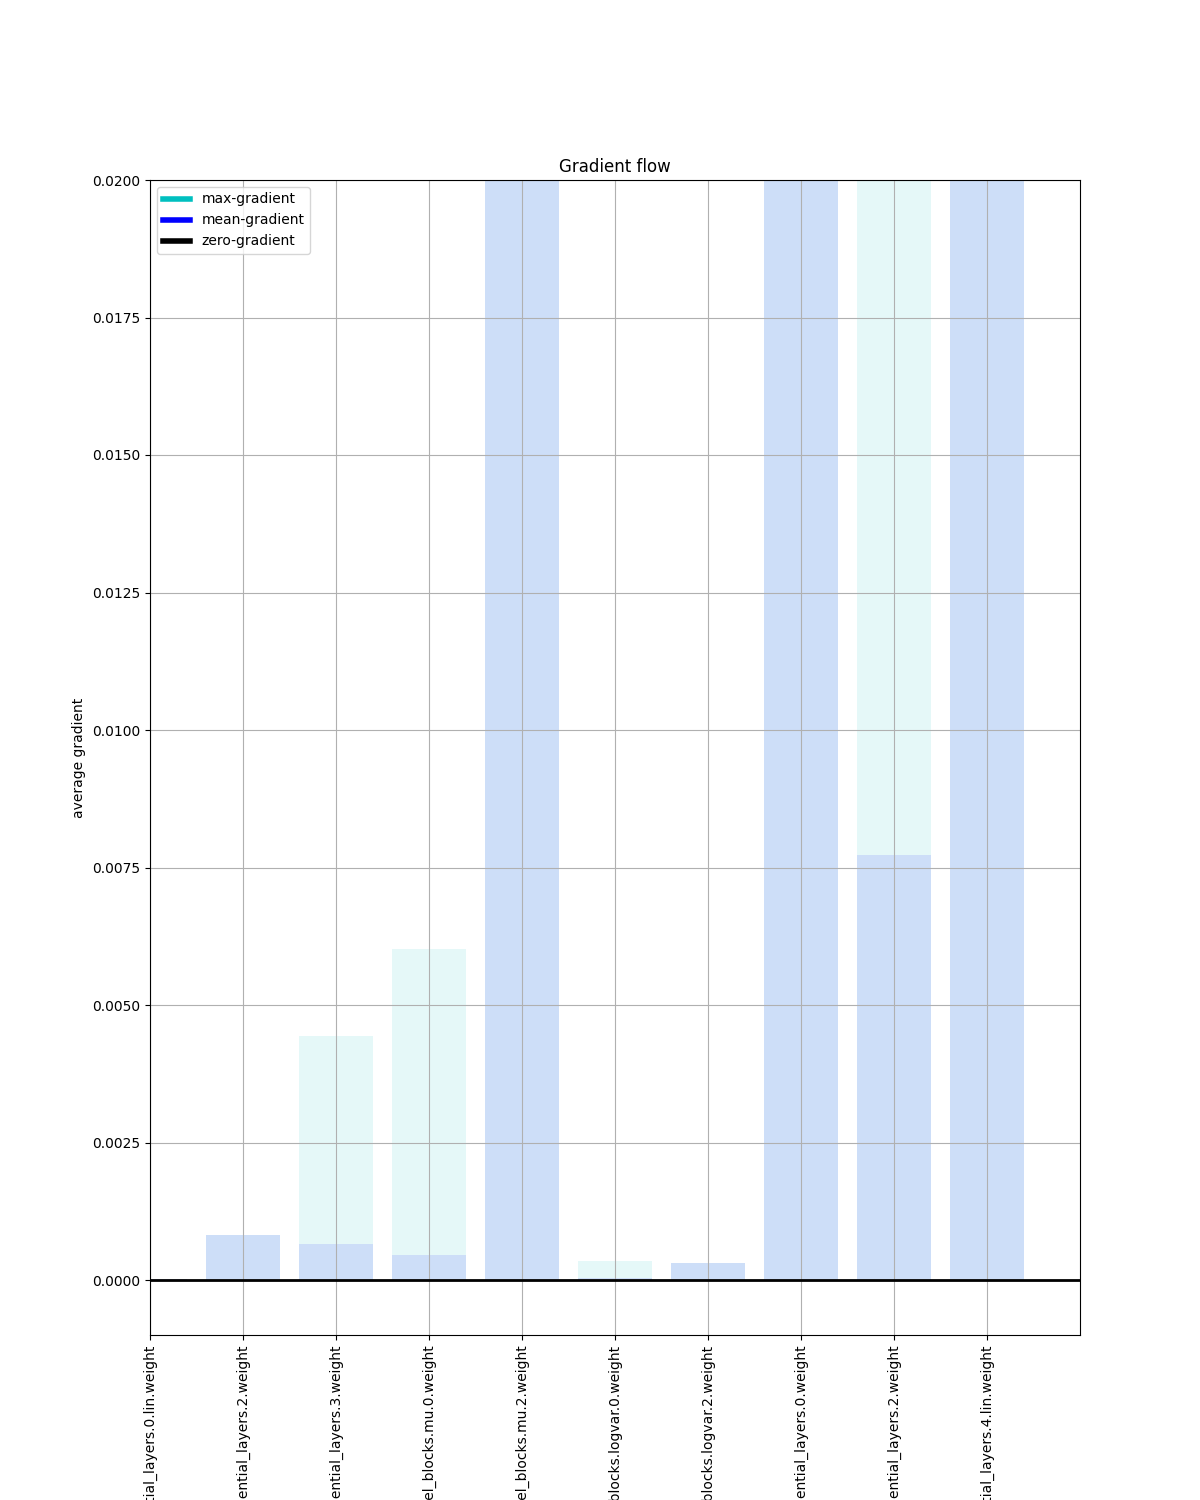 Gradient flow
max-gradient
mean-gradient
zero-gradient
average gradient
0.0200
0.0175
0.0150
0.0125
0.0100
0.0075
0.0050
0.0025
0.0000
tial_layers.0.lin.weight
ential_layers.2.weight
ential_layers.3.weight
el_blocks.mu.0.weight
el_blocks.mu.2.weight
blocks.logvar.0.weight
blocks.logvar.2.weight
ential_layers.0.weight
ential_layers.2.weight
tial_layers.4.lin.weight